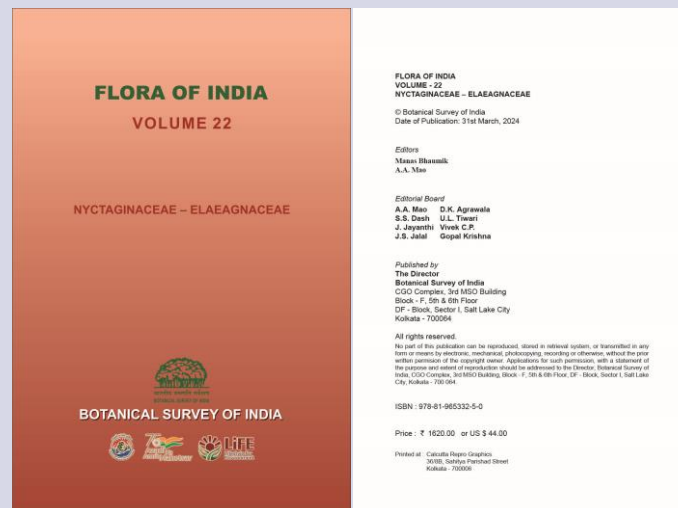 FLORA OF INDIA
VOLUME 22
NYCTAGINACEAE – ELAEAGNACEAE
BOTANICAL SURVEY OF INDIA
LiFE
FLORA OF INDIA
VOLUME - 22
NYCTAGINACEAE – ELAEAGNACEAE
© Botanical Survey of India
Date of Publication: 31st March, 2024
Editors
Manas Bhaumik
A.A. Mao
Editorial Board
A.A. Mao D.K. Agrawala
S.S. Dash U.L. Tiwari
J. Jayanthi Vivek C.P.
J.S. Jalal Gopal Krishna
Published by
The Director
Botanical Survey of India
CGO Complex, 3rd MSO Building
Block - F, 5th & 6th Floor
DF - Block, Sector I, Salt Lake City
Kolkata - 700064
All rights reserved.
No part of this publication can be reproduced, stored in retrieval system, or transmitted in any
form or means by electronic, mechanical, photocopying, recording or otherwise, without the prior
written permission of the copyright owner. Applications for such permission, with a statement of
the purpose and extent of reproduction should be addressed to the Director, Botanical Survey of
India, CGO Complex, 3rd MSO Building, Block - F, 5th & 6th Floor, DF - Block, Sector I, Salt Lake
City, Kolkata - 700 064.
ISBN : 978-81-965332-5-0
Price : ₹ 1620.00 or US $ 44.00
Printed at : Calcutta Repro Graphics
36/8B, Sahitya Parishad Street
Kolkata - 700006